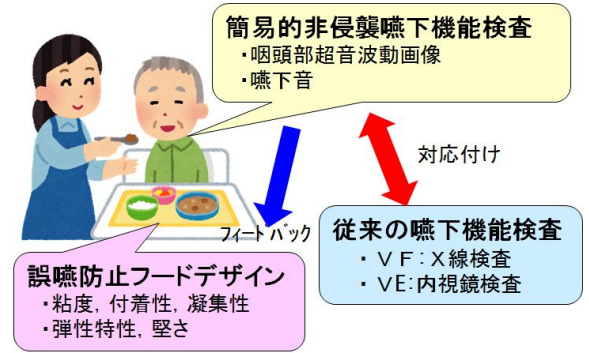 簡易的非侵襲嚥下機能検査
・咽頭部超音波動画像
・嚥下音
対応付け
フィートバック
従来の嚥下機能検査
・ＶＦ：Ｘ線検査
・VE:内視鏡検査
誤嚥防止フードデザイン
・粘度, 付着性, 凝集性
・弾性特性, 堅さ